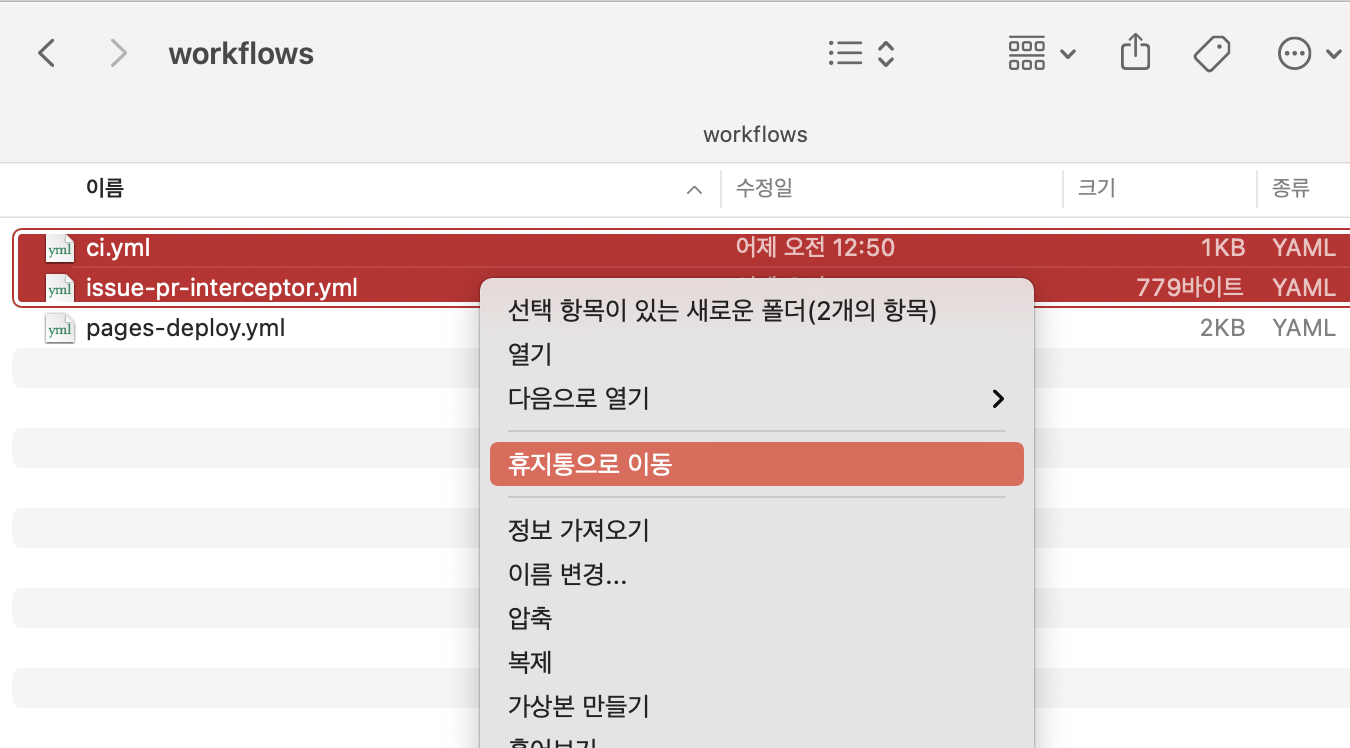 workflows
workflows
이름 수정일 크기 종류
yml ci.yml 어제 오전 12:50 1KB YAML
yml issue-pr-interceptor.yml 779바이트 YAML
yml pages-deploy.yml 2KB YAML
선택 항목이 있는 새로운 폴더(2개의 항목)
열기
다음으로 열기
휴지통으로 이동
정보 가져오기
이름 변경...
압축
복제
가상본 만들기